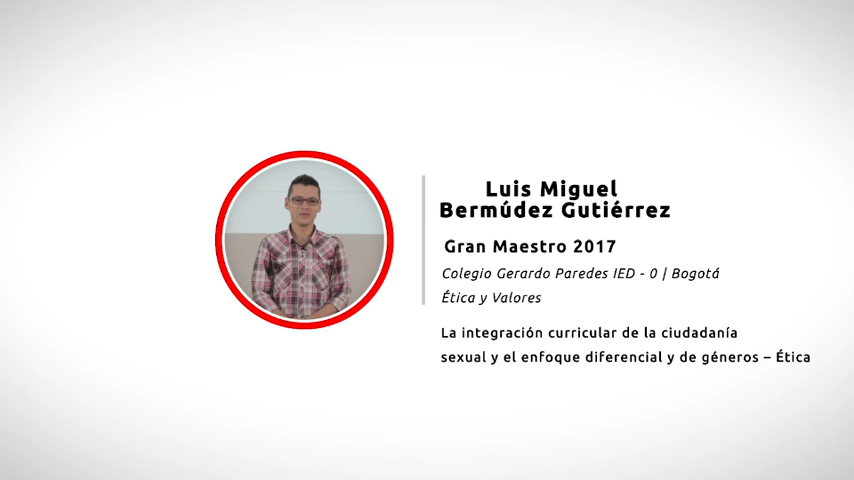 Luis Miguel
Bermúdez Gutiérrez
Gran Maestro 2017
Colegio Gerardo Paredes IED - 0 | Bogotá
Ética y Valores
La integración curricular de la ciudadanía
sexual y el enfoque diferencial y de géneros – Ética